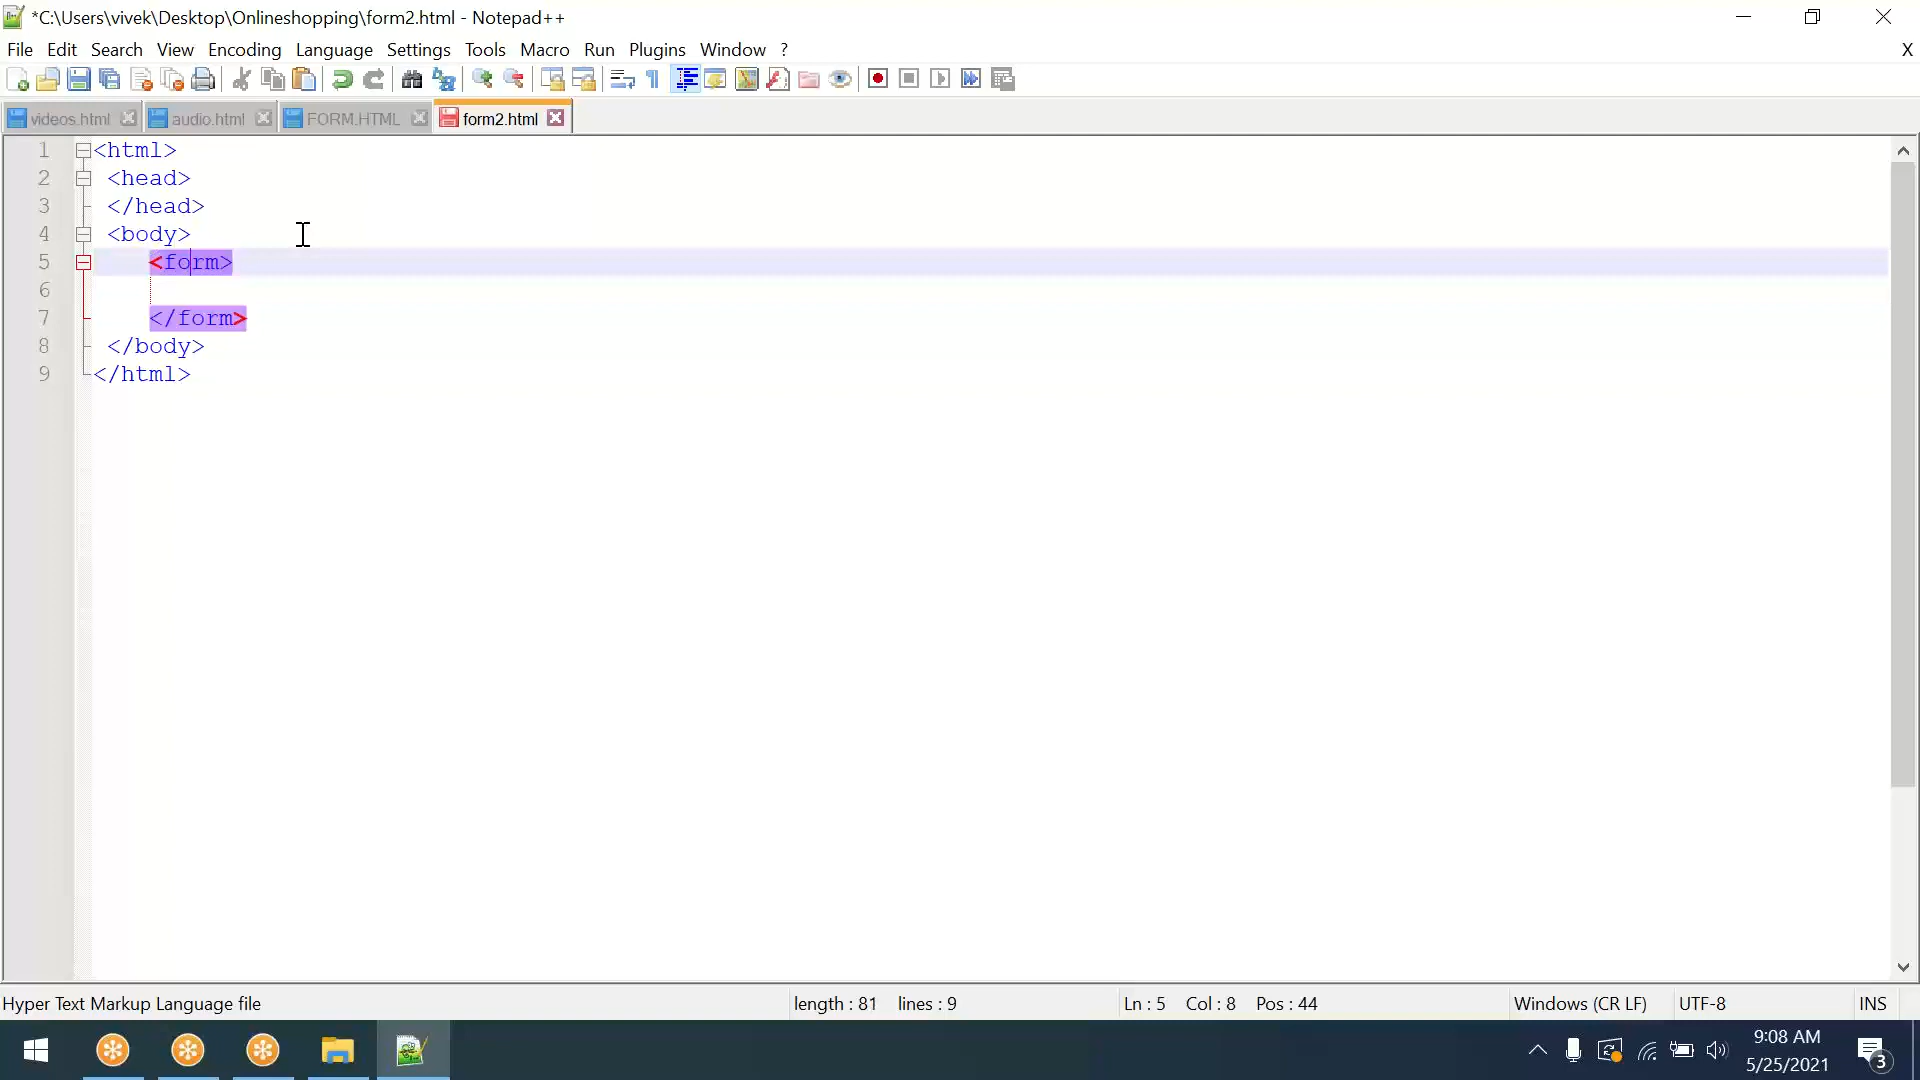 *C:\Users\vivek\Desktop\Onlineshopping\form2.html - Notepad++
File Edit Search View Encoding Language Settings Tools Macro Run Plugins Window ? X
videos.html audio.html FORM.HTML form2.html
1 <html>
2 <head>
3 </head>
4 <body>
5 <form>
6
7 </form>
8 </body>
9 </html>
Hyper Text Markup Language file length : 81 lines : 9 Ln : 5 Col : 8 Pos : 44 Windows (CR LF) UTF-8 INS
9:08 AM
5/25/2021
3